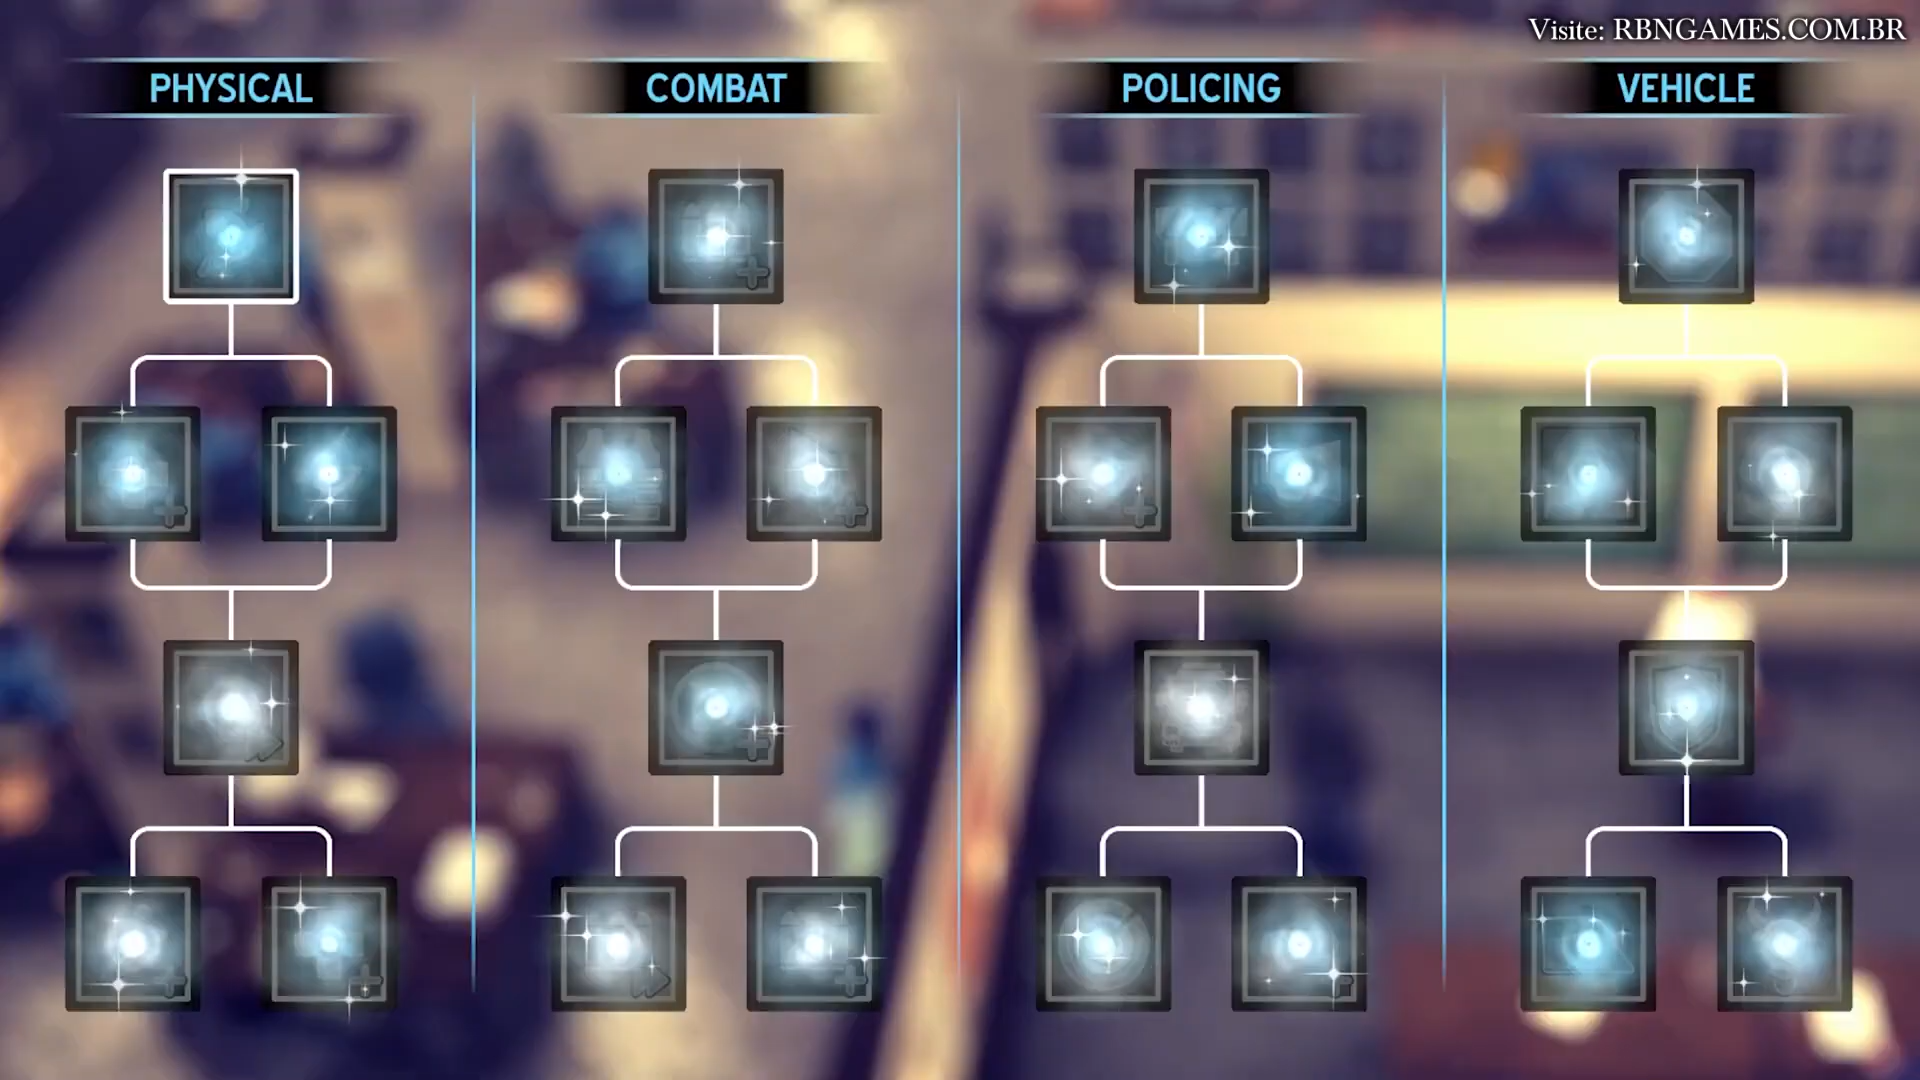 Visite: RBNGAMES.COM.BR
PHYSICAL
COMBAT
POLICING
VEHICLE